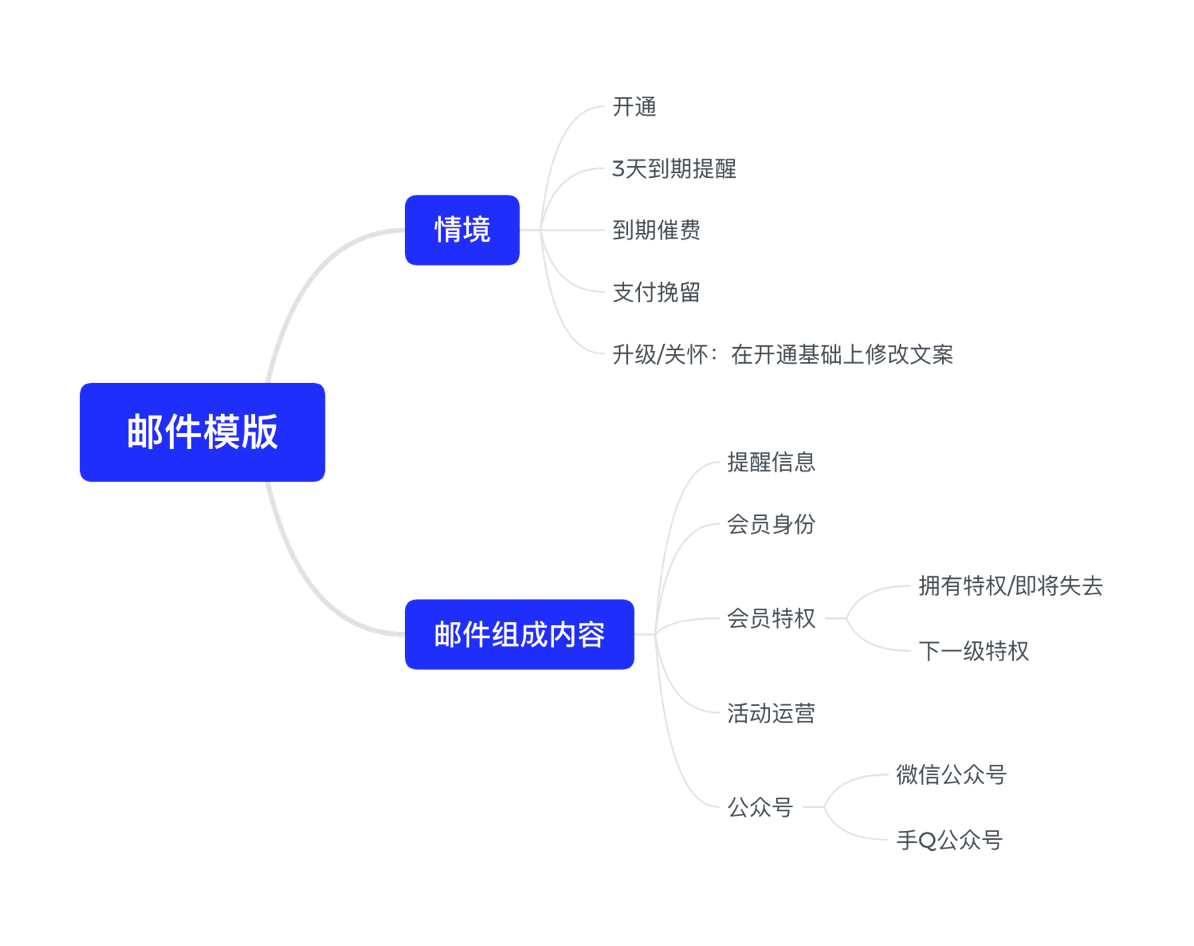 邮件模版
情境
开通
3天到期提醒
到期催费
支付挽留
升级/关怀：在开通基础上修改文案
邮件组成内容
提醒信息
会员身份
会员特权
拥有特权/即将失去
下一级特权
活动运营
公众号
微信公众号
手Q公众号